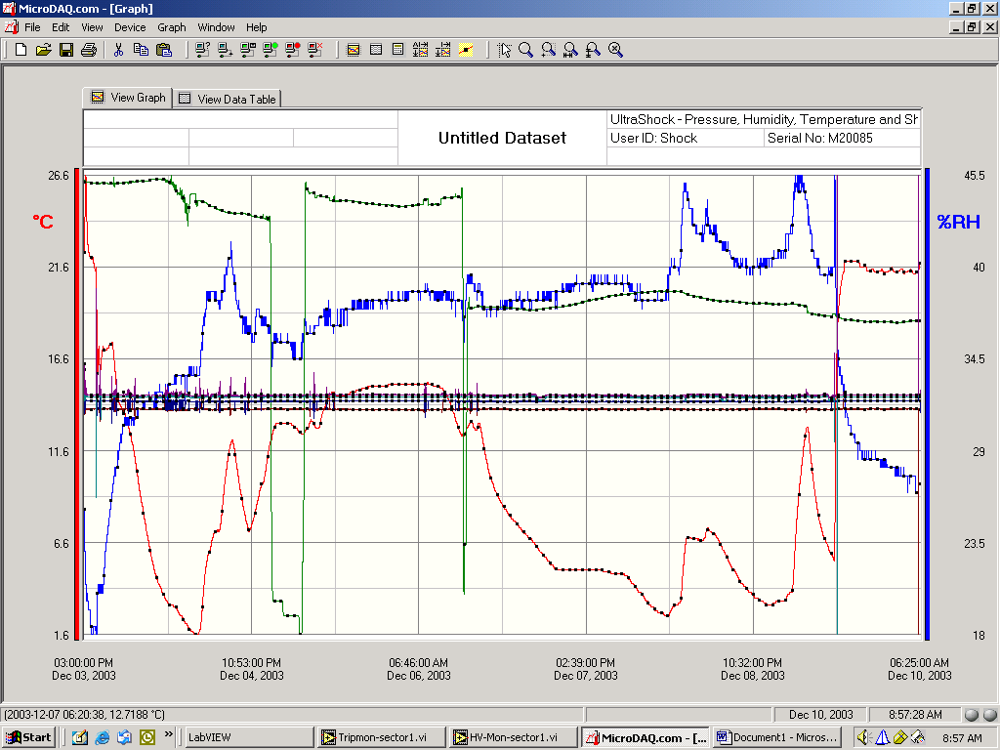 MicroDAQ.com - [Graph]
File Edit View Device Graph Window Help
View Graph View Data Table
UltraShock - Pressure, Humidity, Temperature and Sh
Untitled Dataset
User ID: Shock Serial No: M20085
26.6 45.5
°C %RH
21.6 40
16.6 34.5
11.6 29
6.6 23.5
1.6 18
03:00:00 PM 10:53:00 PM 06:46:00 AM 02:39:00 PM 10:32:00 PM 06:25:00 AM
Dec 03, 2003 Dec 04, 2003 Dec 06, 2003 Dec 07, 2003 Dec 08, 2003 Dec 10, 2003
(2003-12-07 06:20:38, 12.7188 °C) Dec 10, 2003 8:57:28 AM
Start » LabVIEW Tripmon-sector1.vi HV-Mon-sector1.vi MicroDAQ.com - [... Document1 - Micros... 8:57 AM